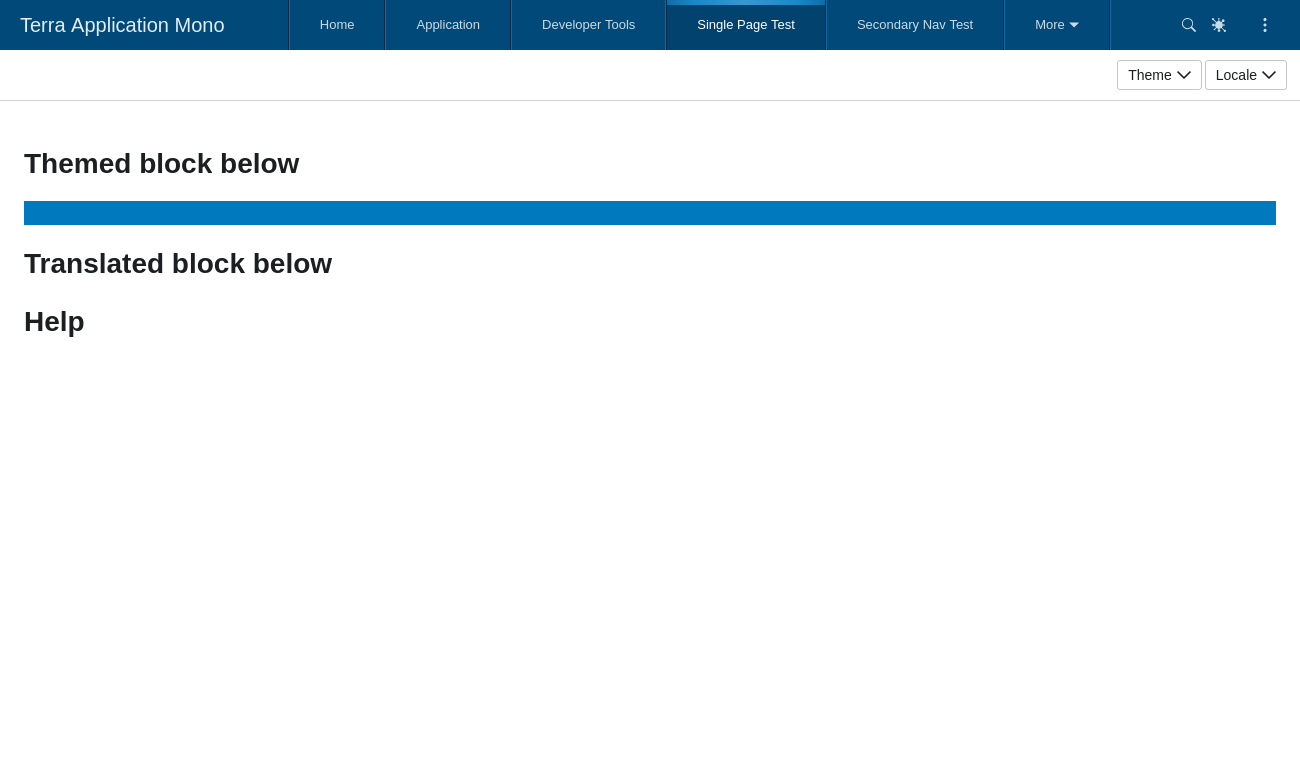 Terra Application Mono
Home
Application
Developer Tools
Single Page Test
Secondary Nav Test
More
Theme
Locale
Themed block below
Translated block below
Help